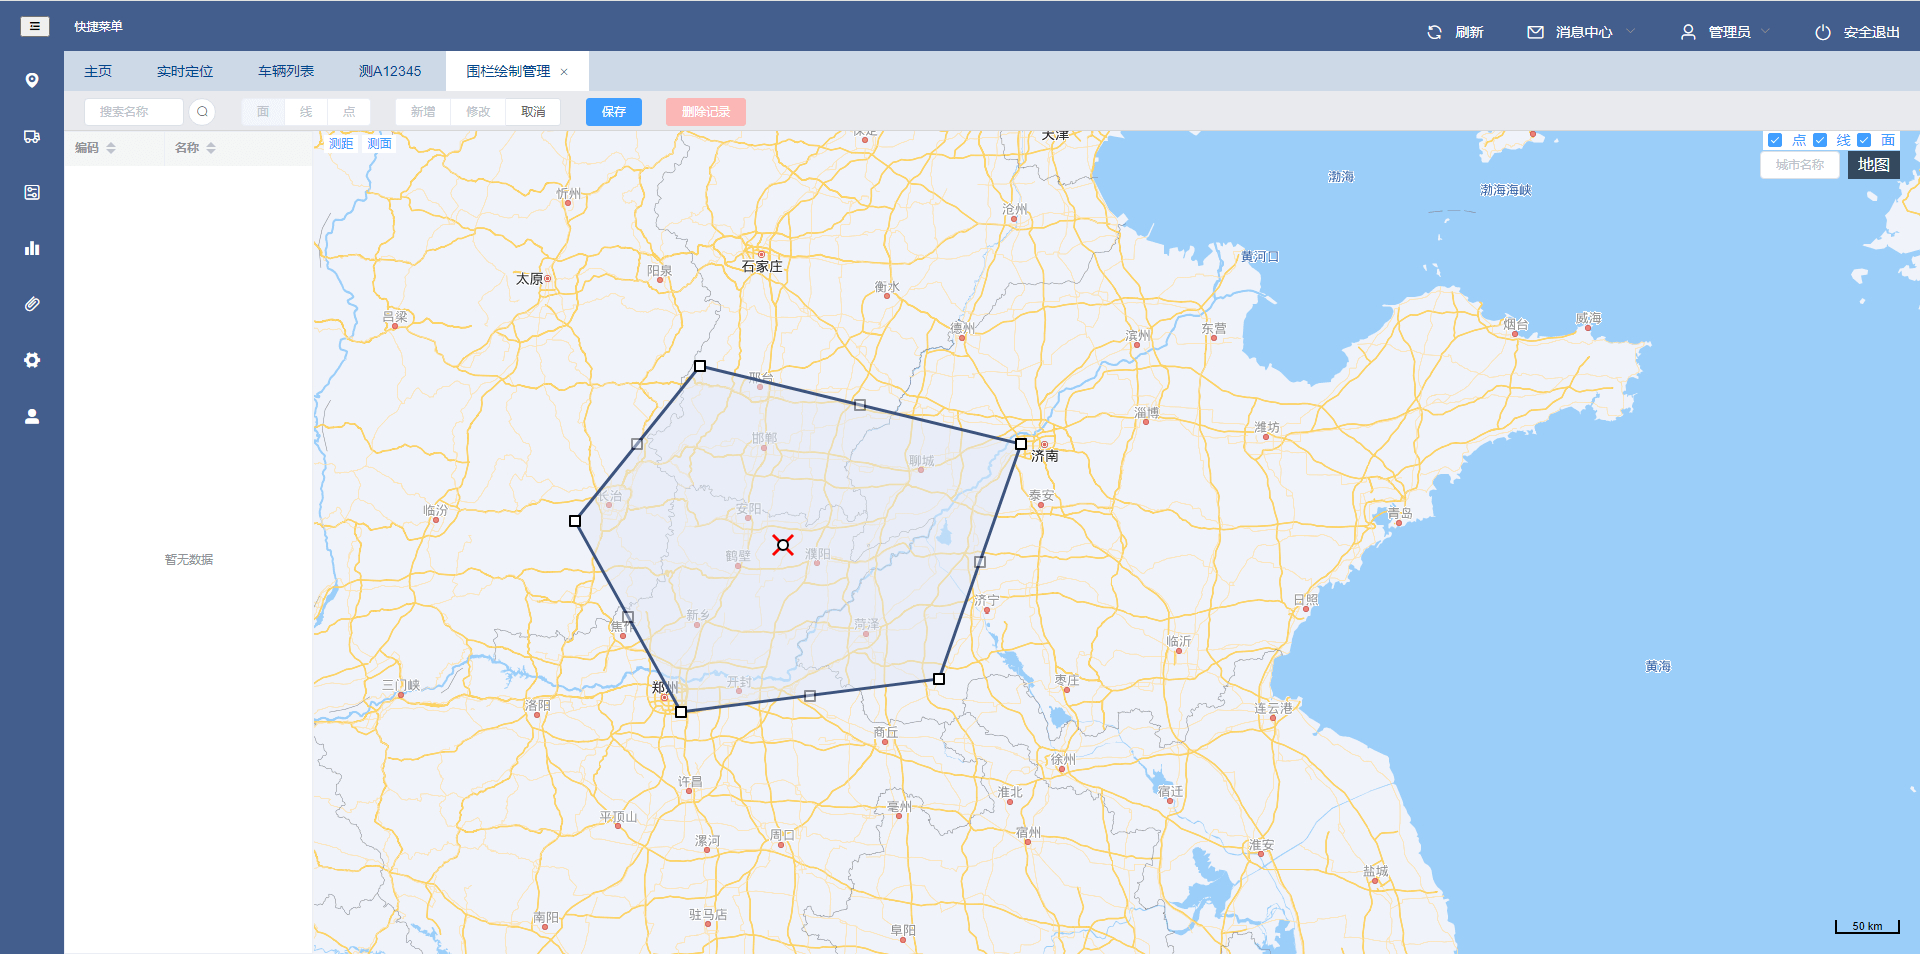 快捷菜单
刷新
消息中心
管理员
安全退出
主页
实时定位
车辆列表
测A12345
围栏绘制管理 ×
搜索名称
面
线
点
新增
修改
取消
保存
删除记录
编码
名称
暂无数据
测距
测面
点
线
面
城市名称
地图
保定
天津
渤海
渤海海峡
忻州
沧州
黄河口
石家庄
太原
阳泉
衡水
吕梁
德州
滨州
东营
烟台
威海
邢台
淄博
潍坊
邯郸
聊城
济南
长治
泰安
临汾
安阳
青岛
鹤壁
濮阳
济宁
日照
新乡
菏泽
焦作
临沂
黄海
三门峡
郑州
开封
枣庄
洛阳
连云港
商丘
徐州
许昌
淮北
宿迁
亳州
平顶山
宿州
周口
漯河
淮安
盐城
南阳
驻马店
阜阳
50 km